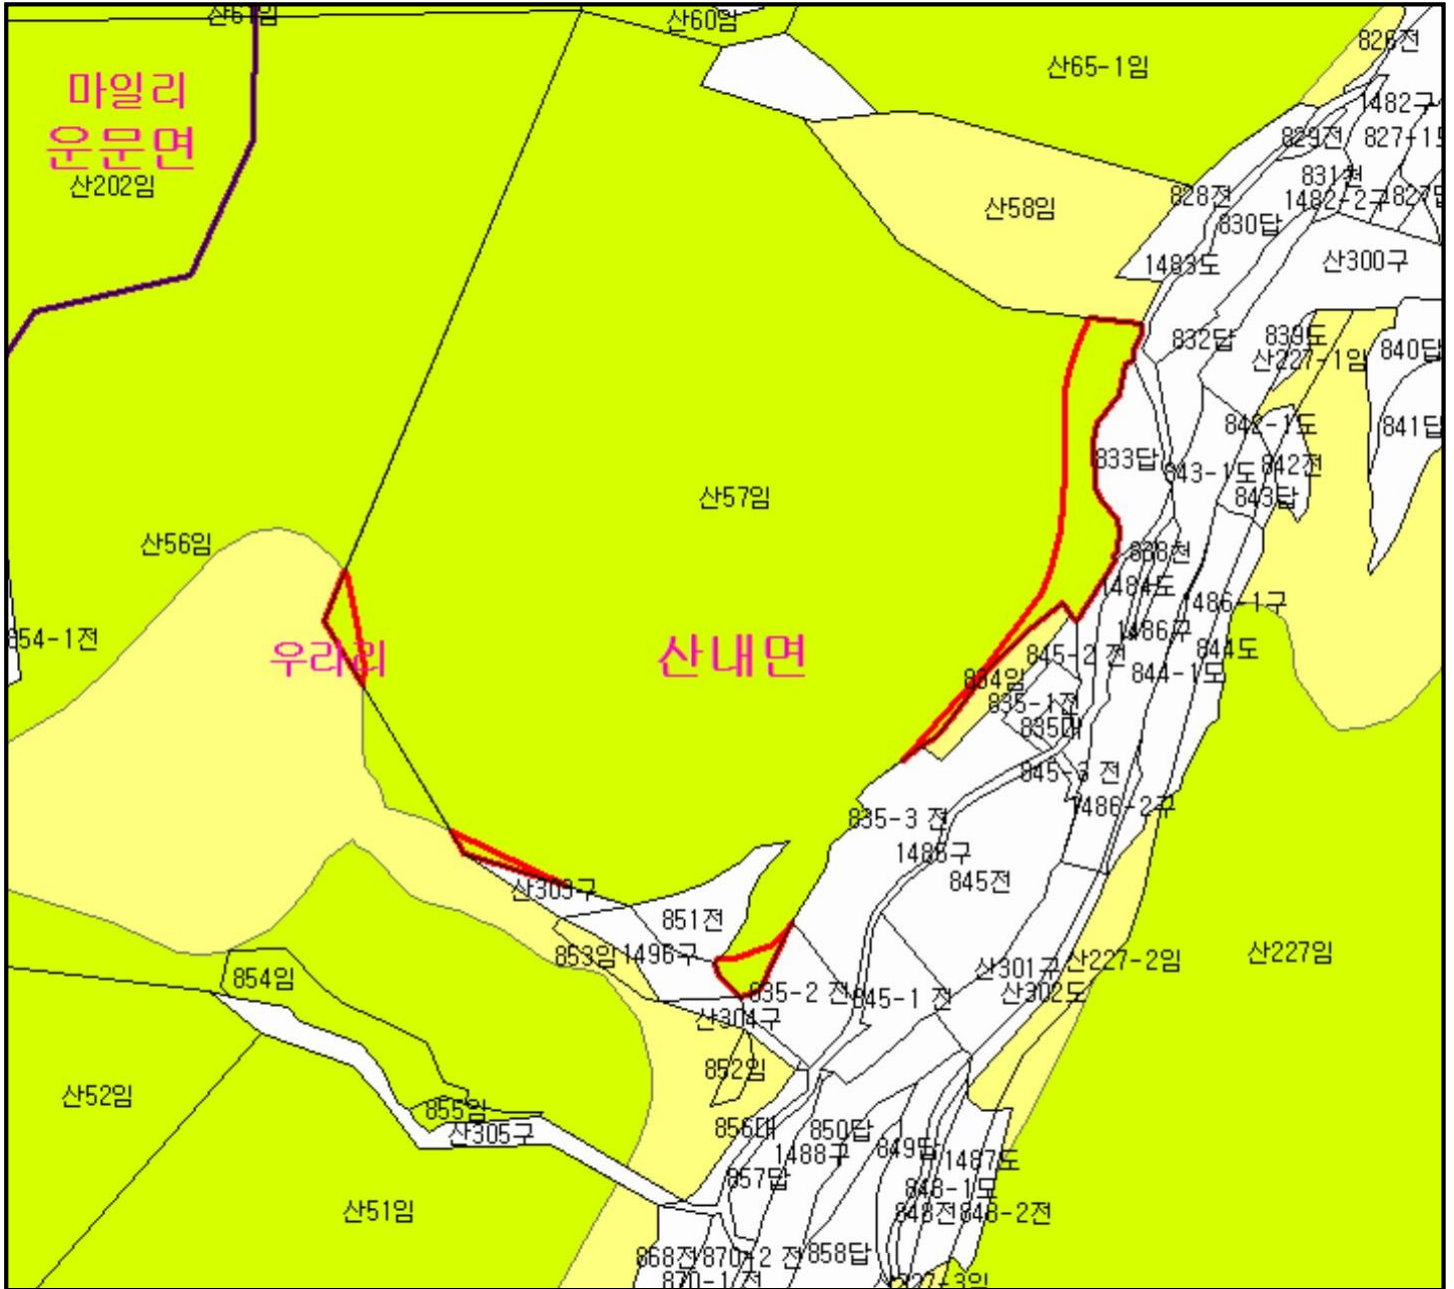 산61임
산60임
826전
마일리
산65-1임
1482구
운문면
829전
827-1
산202임
831천
828전
1482-2구
827답
산58임
830답
1483도
산300구
832답
839도
산227-1임
840답
842-1도
841답
833답
843-1도
842전
산57임
843답
산56임
838천
1484도
1486-1구
854-1전
1486구
844도
우라리
산내면
845-2 전
844-1도
834임
835-1전
835대
845-3 전
1486-2구
835-3 전
1485구
845전
산303구
851전
853임
1496구
산227임
산227-2임
854임
산301구
835-2 전
845-1 전
산302도
산304구
852임
산52임
855임
856대
850답
산305구
1488구
849답
1487도
857답
848-1도
산51임
848전
848-2전
868전
870-2 전
858답
870-1 전
산227-3임